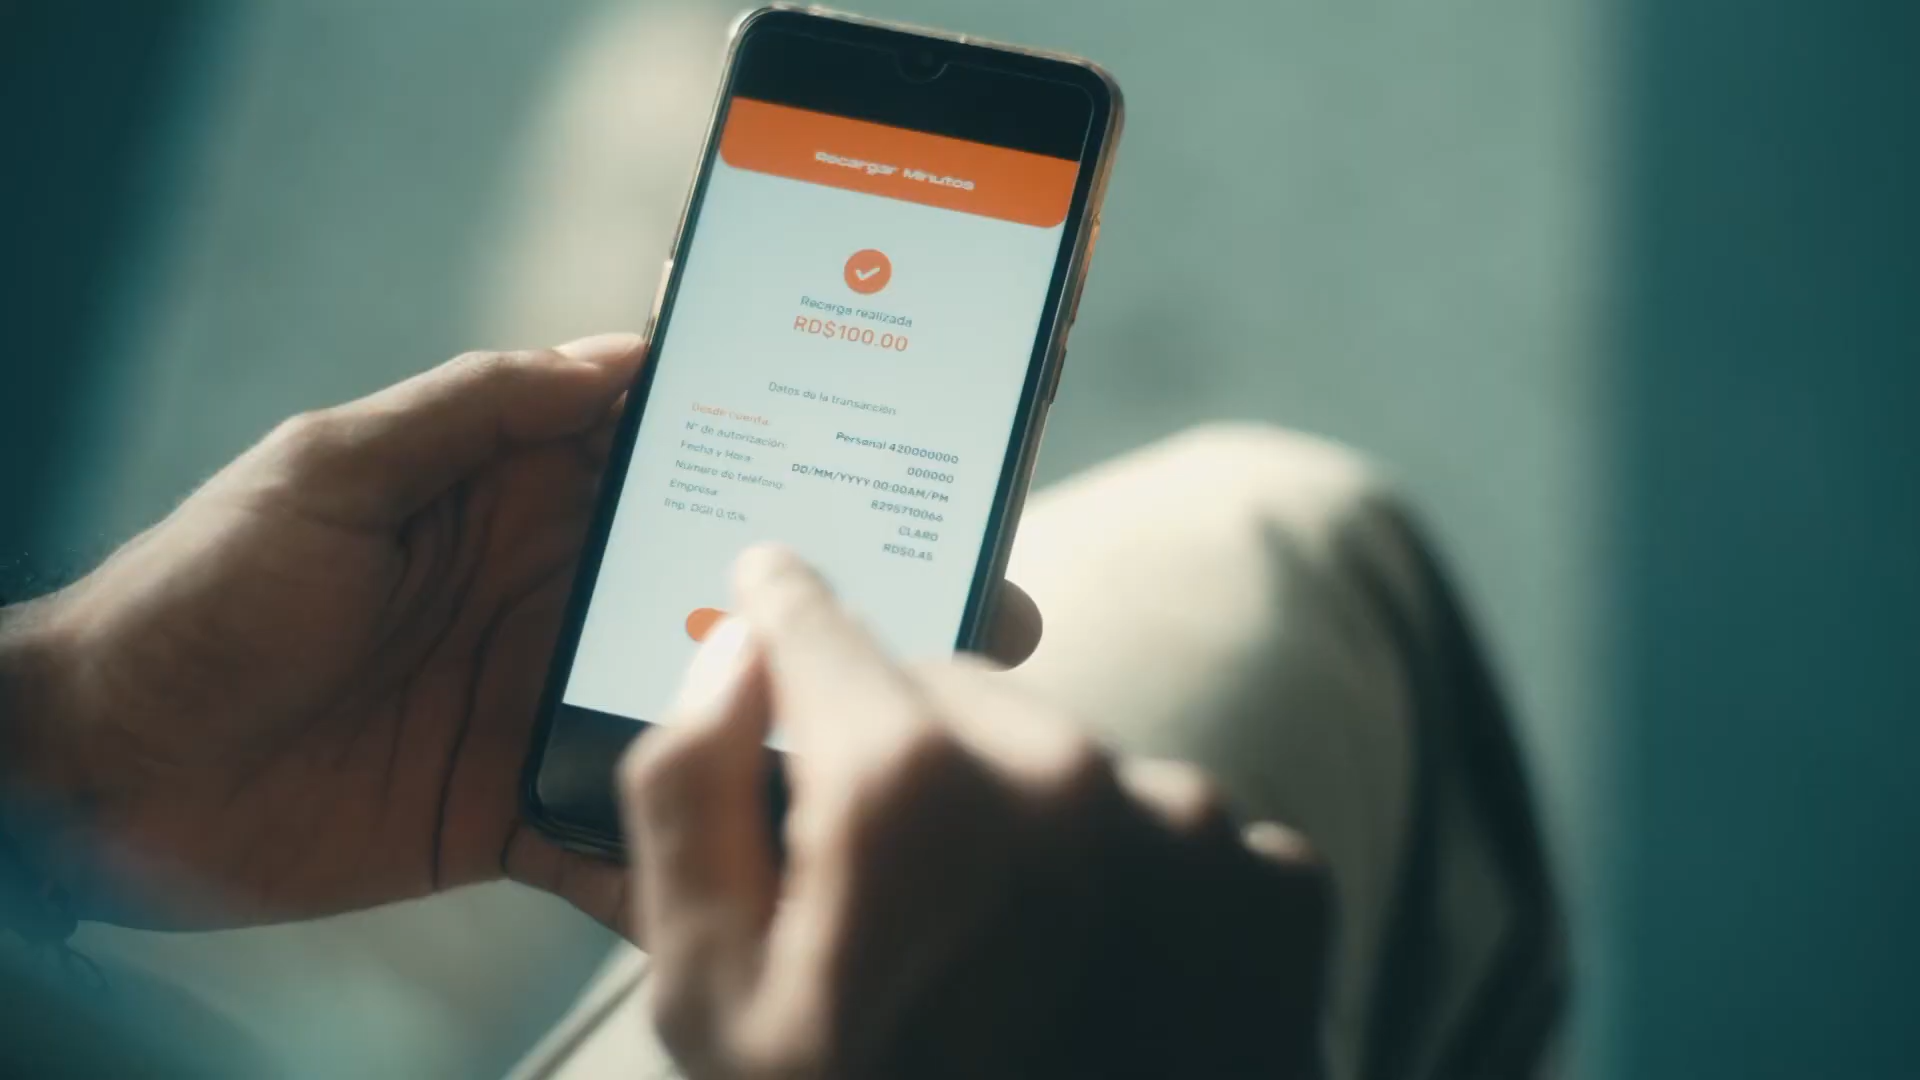 Recargar Minutos
Recarga realizada
RD$100.00
Datos de la transacción
Desde cuenta: Personal 420000000
N° de autorización: 000000
Fecha y Hora: DD/MM/YYYY 00:00AM/PM
Número de teléfono: 8295710066
Empresa: CLARO
Imp. DGII 0.15% RD$0.45